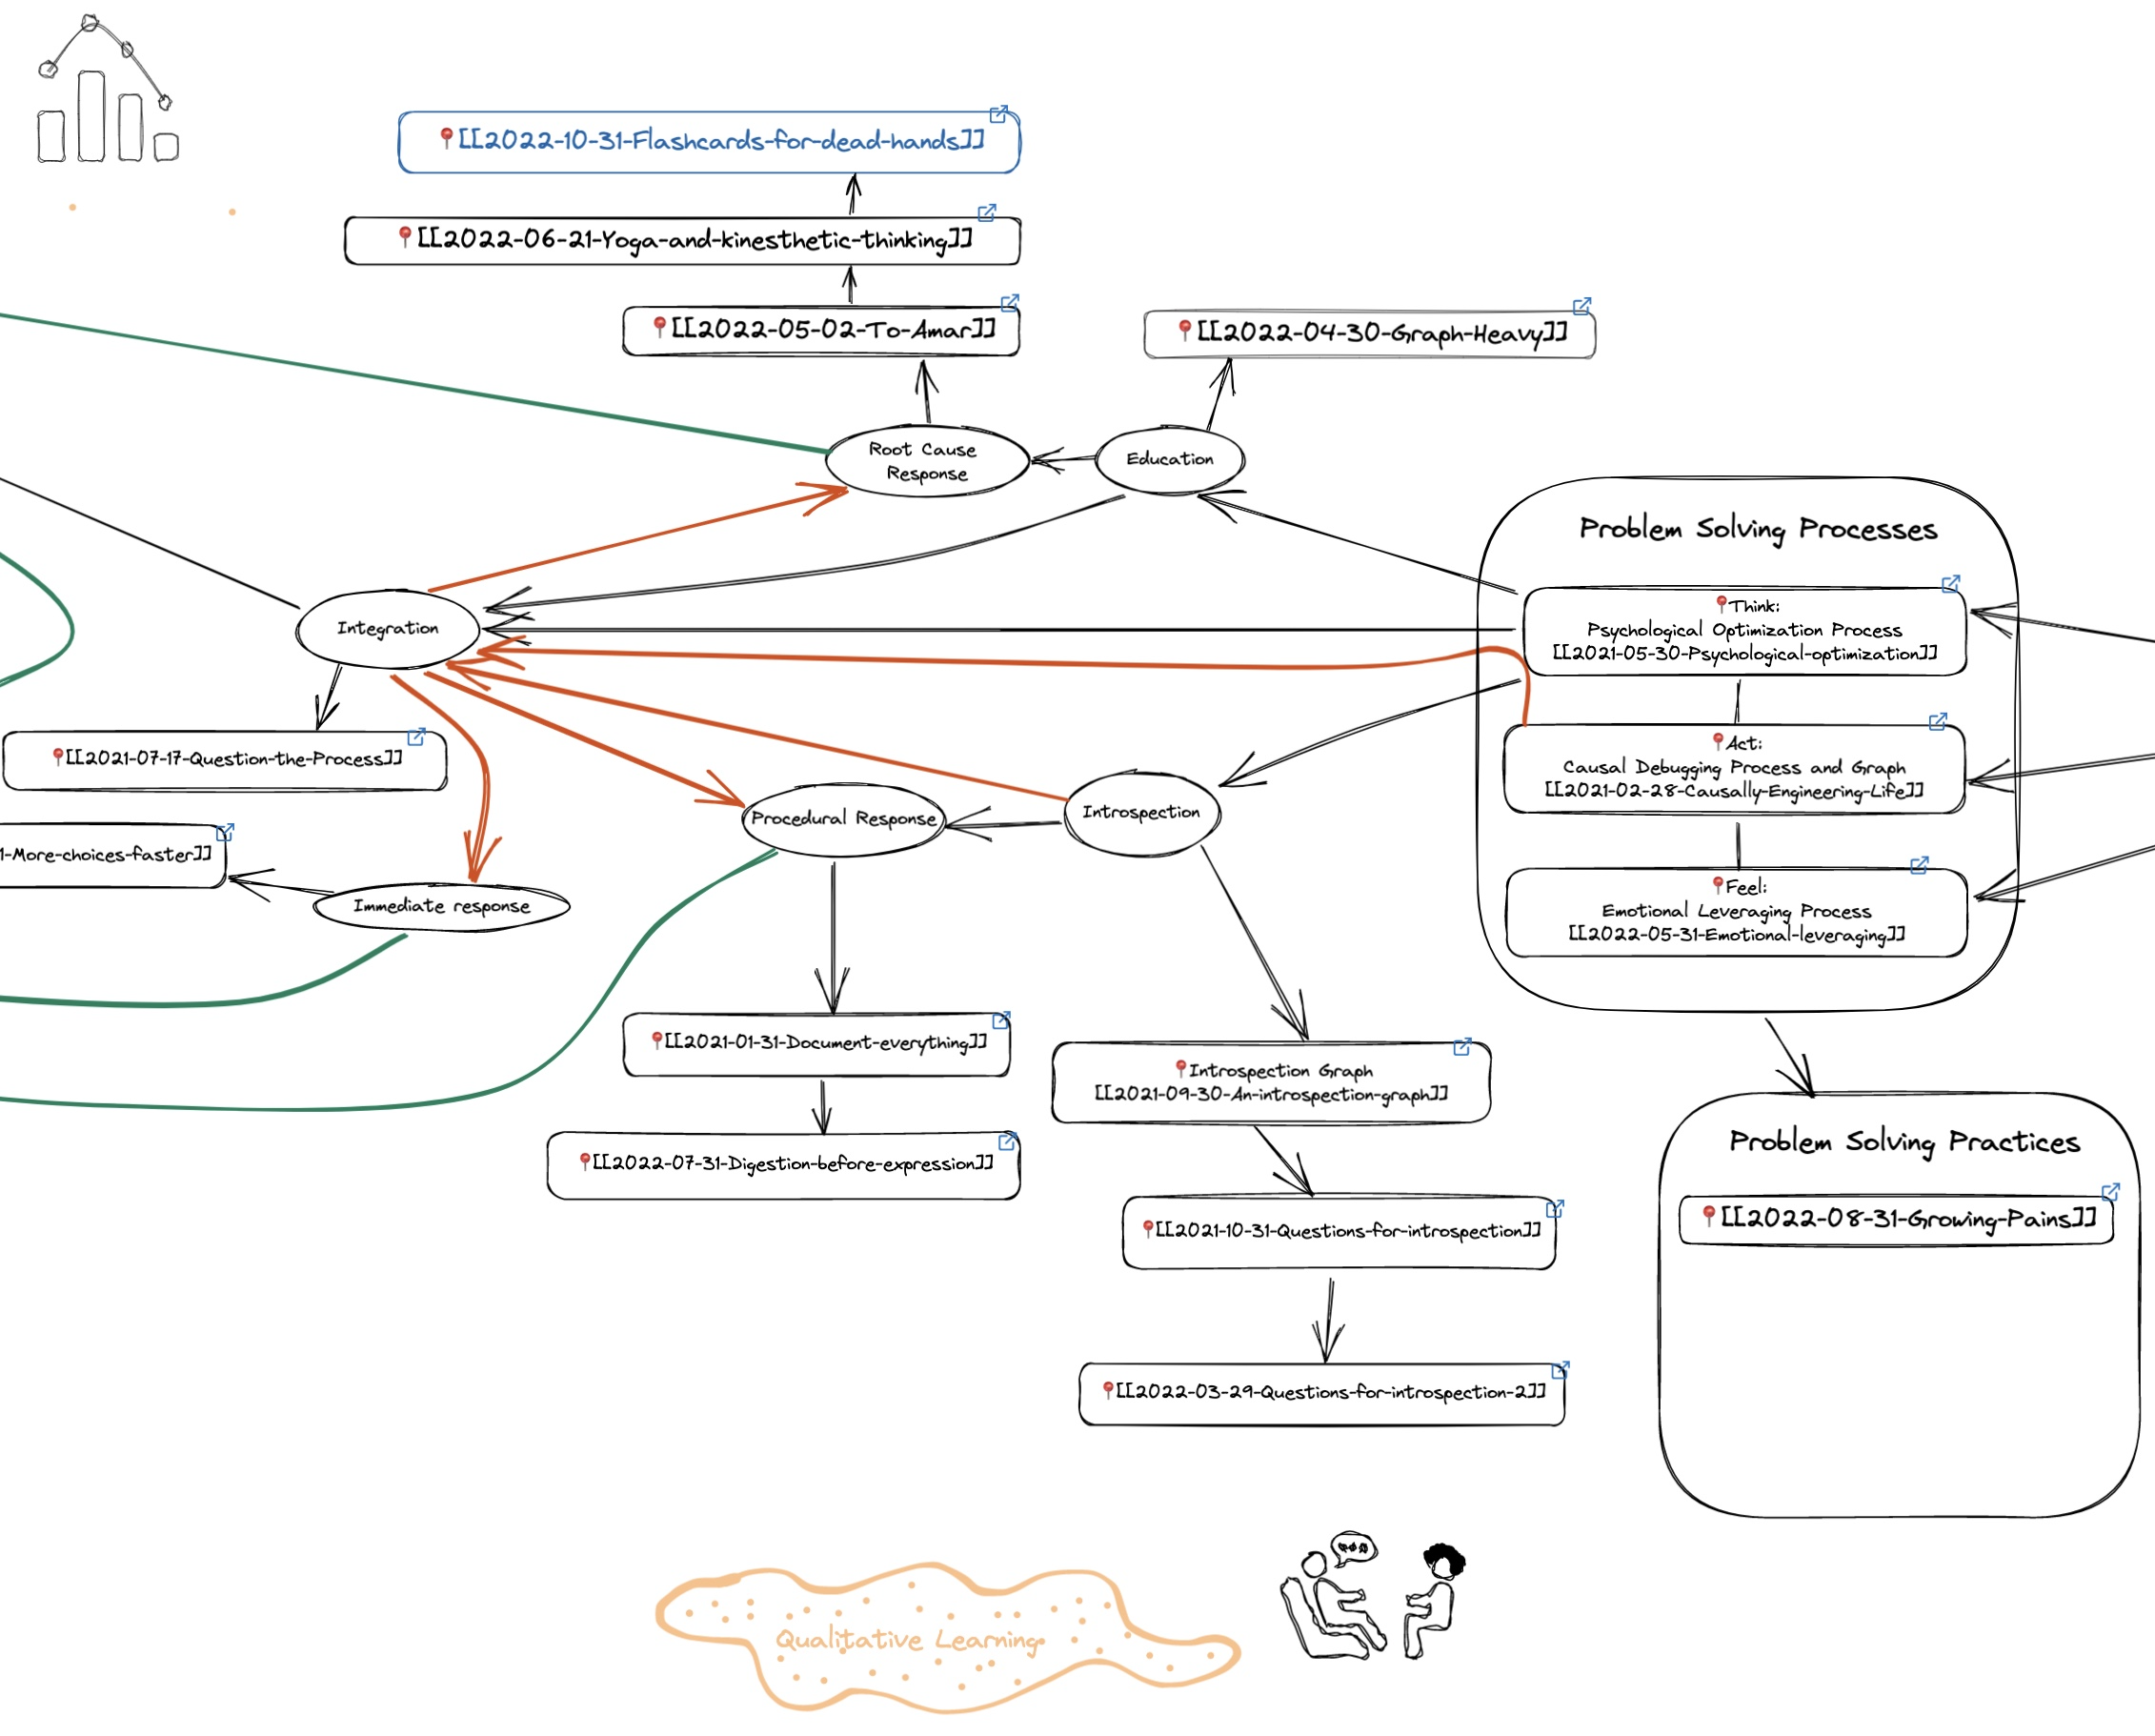 📍[[2022-10-31-Flashcards-for-dead-hands]]
📍[[2022-06-21-Yoga-and-kinesthetic-thinking]]
📍[[2022-05-02-To-Amar]]
📍[[2022-04-30-Graph-Heavy]]
Root Cause
Response
Education
Problem Solving Processes
📍Think:
Psychological Optimization Process
[[2021-05-30-Psychological-optimization]]
Integration
📍Act:
Causal Debugging Process and Graph
[[2021-02-28-Causally-Engineering-Life]]
📍[[2021-07-17-Question-the-Process]]
Procedural Response
Introspection
1-More-choices-faster]]
Immediate response
📍Feel:
Emotional Leveraging Process
[[2022-05-31-Emotional-leveraging]]
📍[[2021-01-31-Document-everything]]
📍Introspection Graph
[[2021-09-30-An-introspection-graph]]
📍[[2022-07-31-Digestion-before-expression]]
Problem Solving Practices
📍[[2022-08-31-Growing-Pains]]
📍[[2021-10-31-Questions-for-introspection]]
📍[[2022-03-29-Questions-for-introspection-2]]
Qualitative Learning